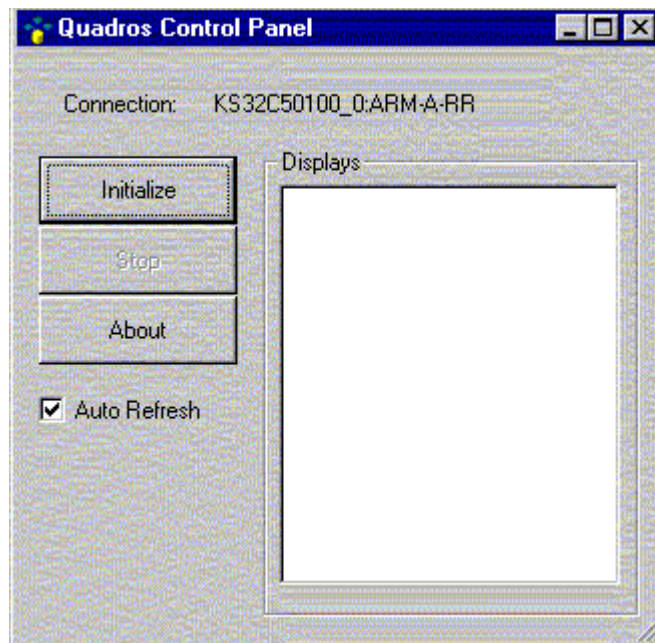 Quadros Control Panel
Connection: KS32C50100_0:ARM-A-RR
Displays
Initialize
Stop
About
Auto Refresh